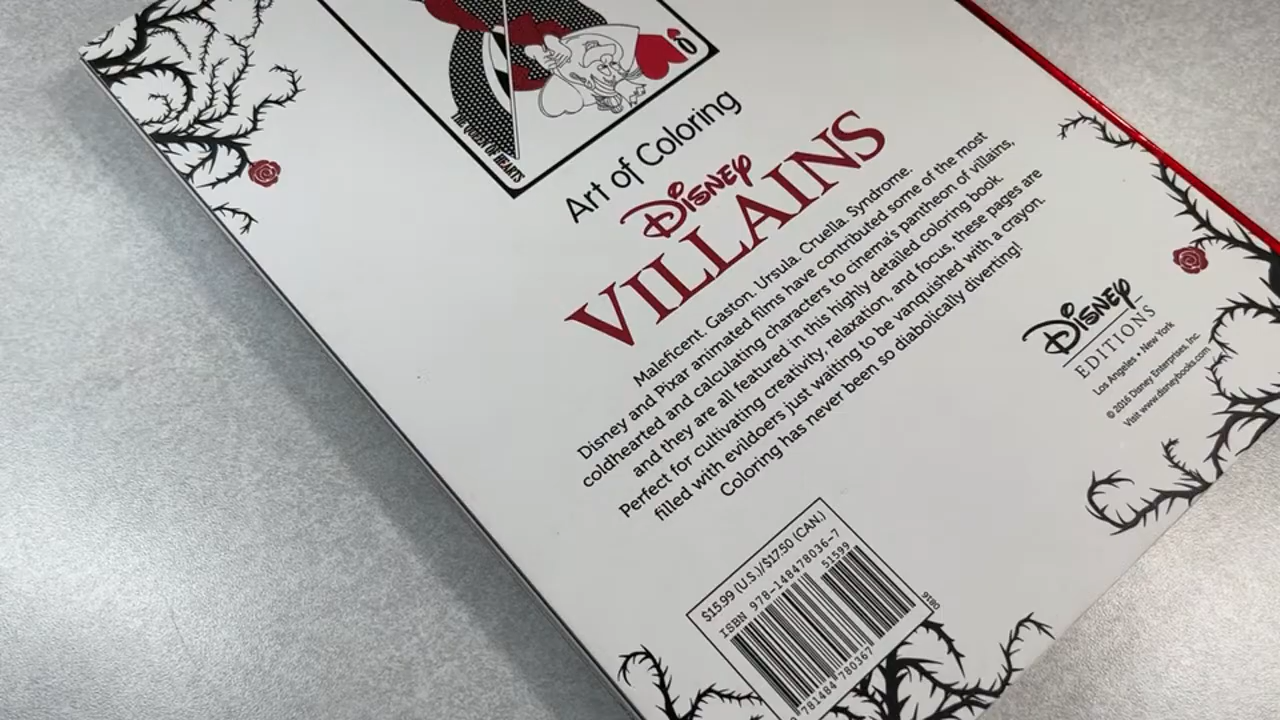 THE QUEEN OF HEARTS
Q
Art of Coloring
Disney
VILLAINS
Maleficent. Gaston. Ursula. Cruella. Syndrome.
Disney and Pixar animated films have contributed some of the most
coldhearted and calculating characters to cinema's pantheon of villains,
and they are all featured in this highly detailed coloring book.
Perfect for cultivating creativity, relaxation, and focus, these pages are
filled with evildoers just waiting to be vanquished with a crayon.
Coloring has never been so diabolically diverting!
Disney
EDITIONS
Los Angeles • New York
© 2016 Disney Enterprises, Inc.
Visit www.disneybooks.com
$15.99 (U.S.)/$17.50 (CAN.)
ISBN 978-148478036-7
51599
9 781484 780367
0816